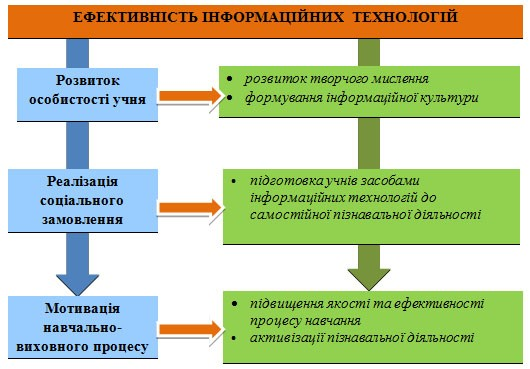 ЕФЕКТИВНІСТЬ ІНФОРМАЦІЙНИХ ТЕХНОЛОГІЙ
Розвиток
особистості учня
• розвиток творчого мислення
• формування інформаційної культури
Реалізація
соціального
замовлення
• підготовка учнів засобами
інформаційних технологій до
самостійної пізнавальної діяльності
Мотивація
навчально-
виховного процесу
• підвищення якості та ефективності
процесу навчання
• активізації пізнавальної діяльності